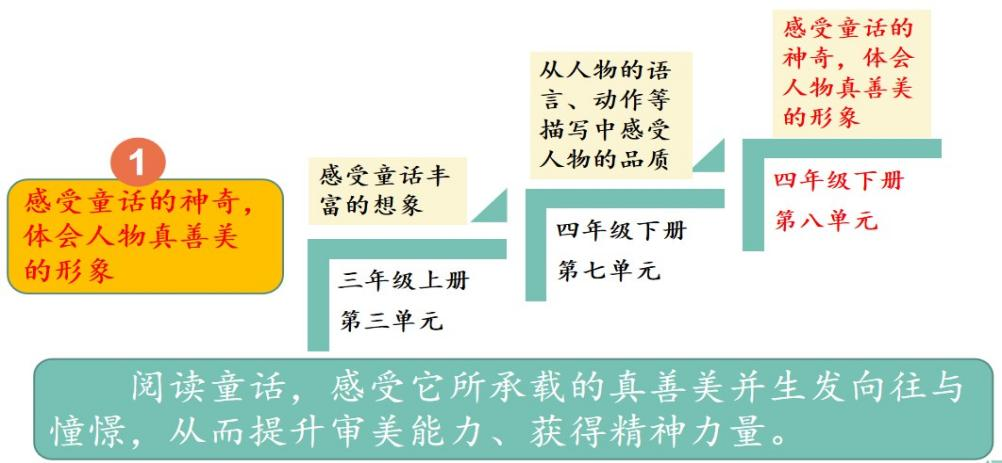 1
感受童话的神奇，
体会人物真善美
的形象
感受童话丰
富的想象
三年级上册
第三单元
从人物的语
言、动作等
描写中感受
人物的品质
四年级下册
第七单元
感受童话的
神奇，体会
人物真善美
的形象
四年级下册
第八单元
阅读童话，感受它所承载的真善美并生发向往与
憧憬，从而提升审美能力、获得精神力量。